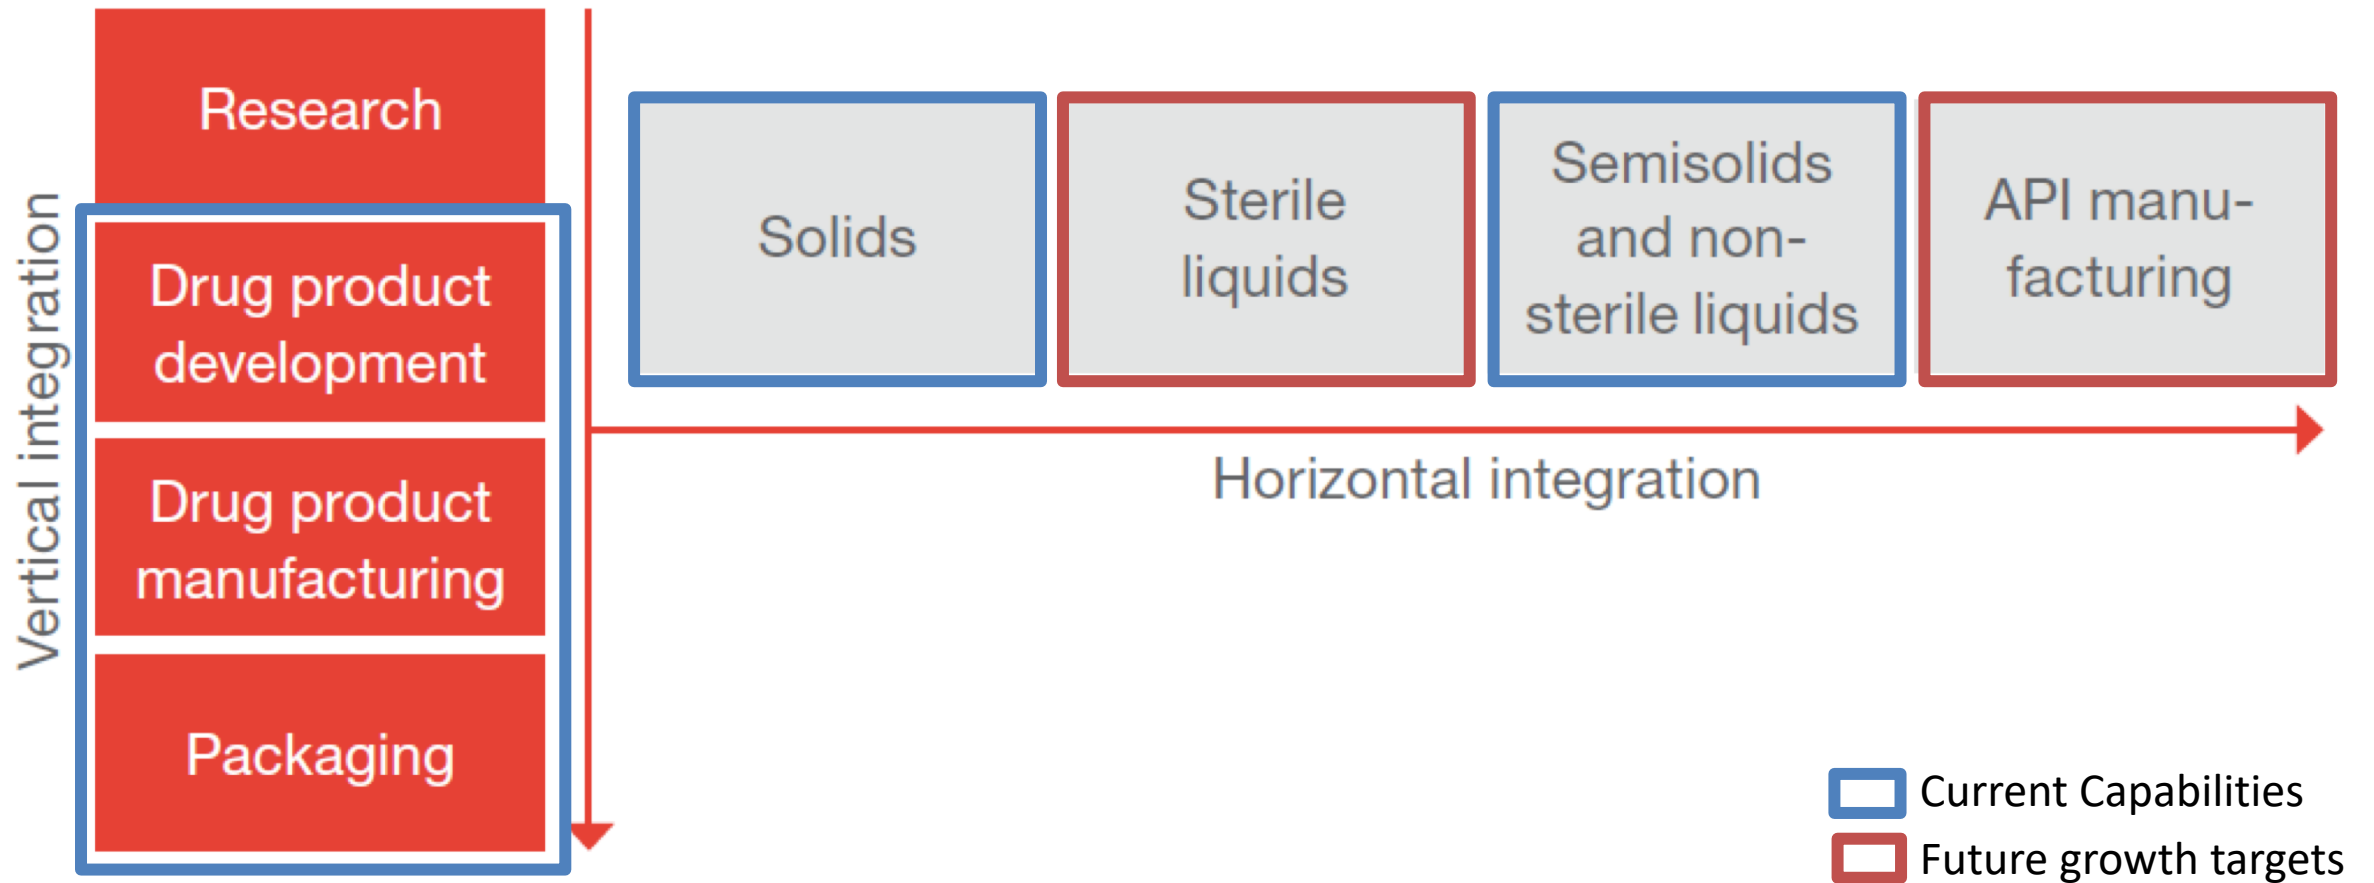 Vertical integration
Research
Drug product
development
Drug product
manufacturing
Packaging
Solids
Sterile
liquids
Semisolids
and non-
sterile liquids
API manu-
facturing
Horizontal integration
Current Capabilities
Future growth targets